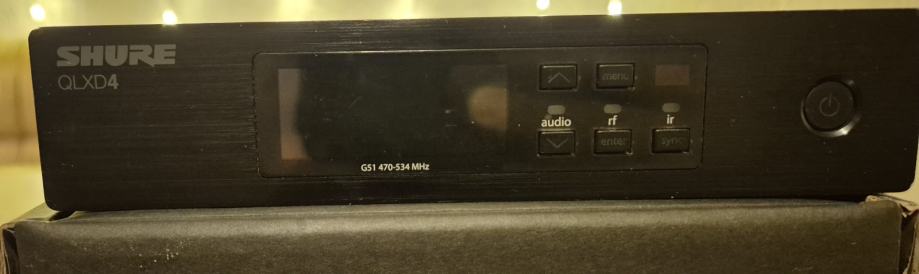 SHURE
QLXD4
menu
audio rf ir
enter sync
G51 470-534 MHz